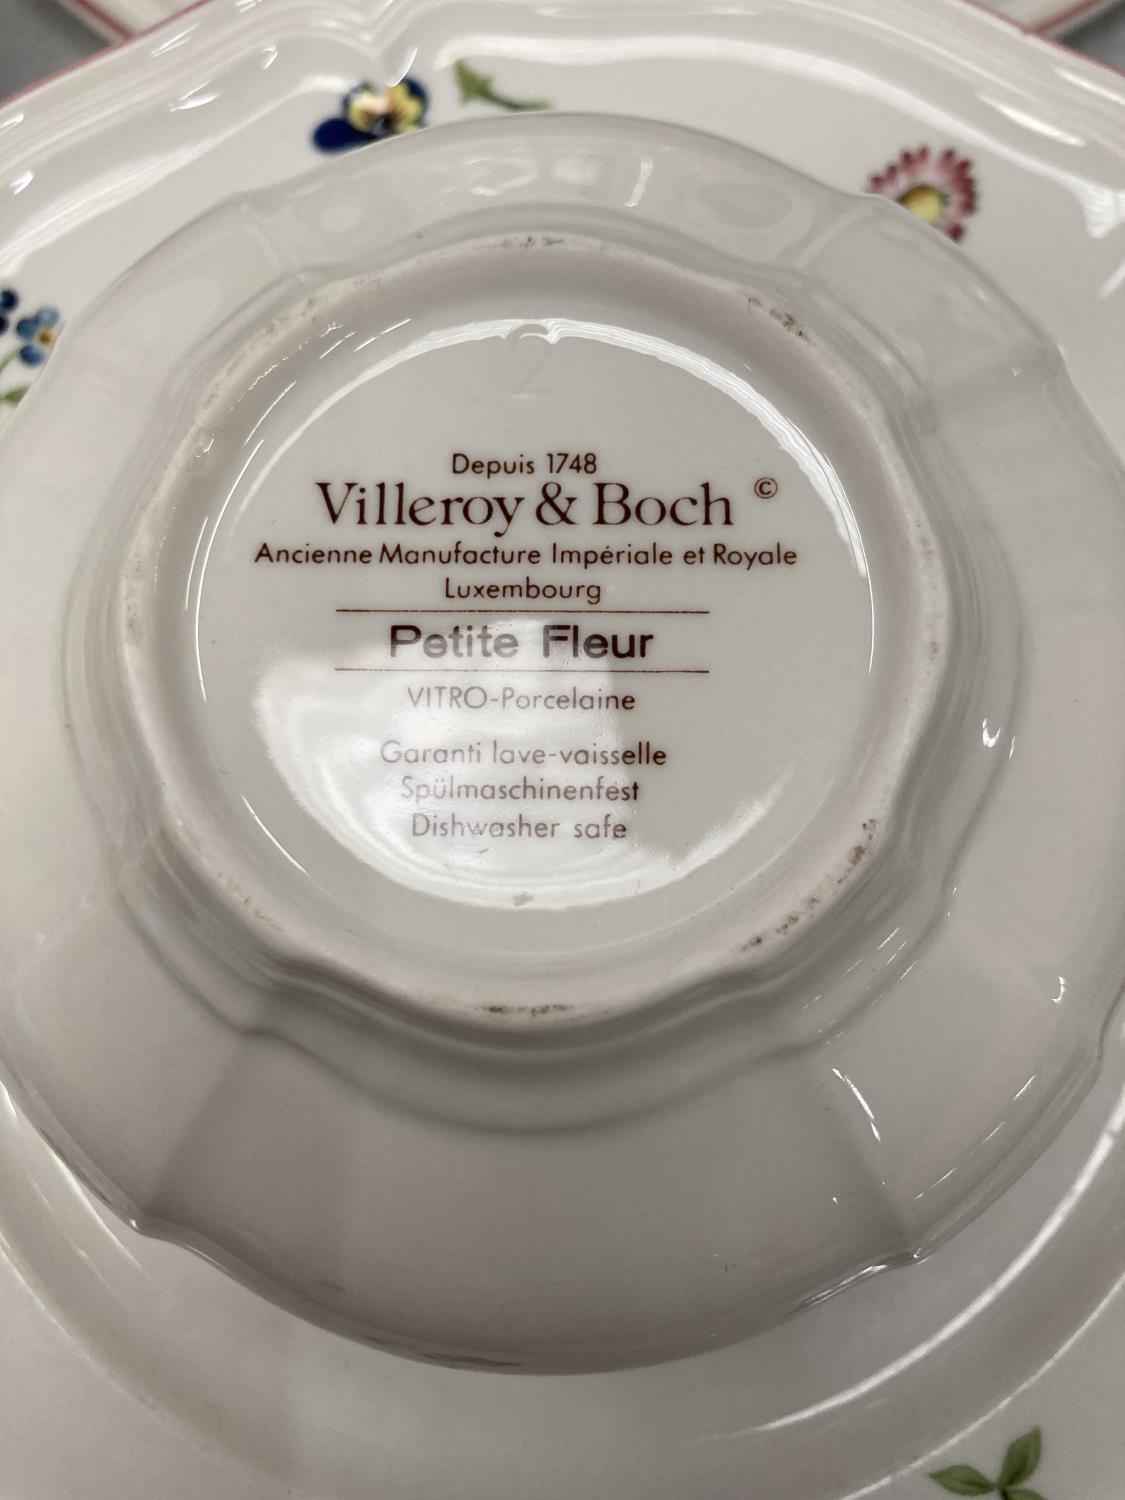 Depuis 1748
Villeroy & Boch ©
Ancienne Manufacture Impériale et Royale
Luxembourg
Petite Fleur
VITRO-Porcelaine
Garanti lave-vaisselle
Spülmaschinenfest
Dishwasher safe